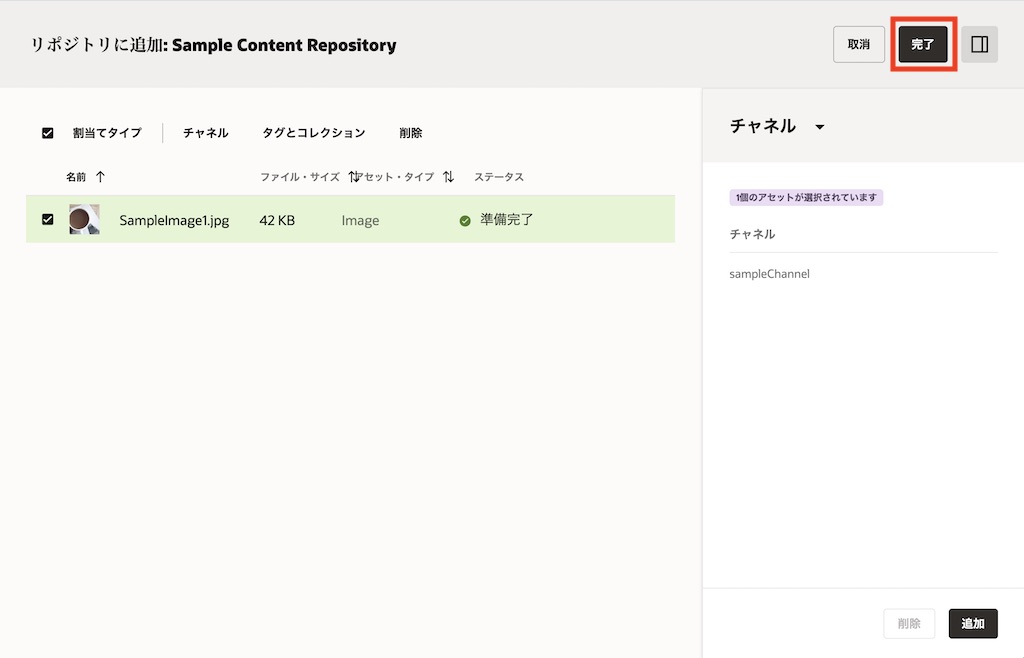 リポジトリに追加: Sample Content Repository
取消
完了
割当てタイプ
チャネル
タグとコレクション
削除
名前
ファイル・サイズ
アセット・タイプ
ステータス
SampleImage1.jpg
42 KB
Image
準備完了
チャネル
1個のアセットが選択されています
チャネル
sampleChannel
削除
追加